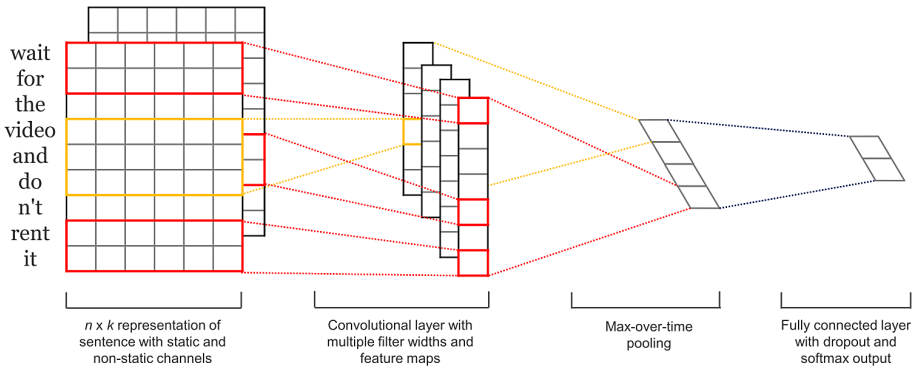 wait
for
the
video
and
do
n't
rent
it
n x k representation of
sentence with static and
non-static channels
Convolutional layer with
multiple filter widths and
feature maps
Max-over-time
pooling
Fully connected layer
with dropout and
softmax output